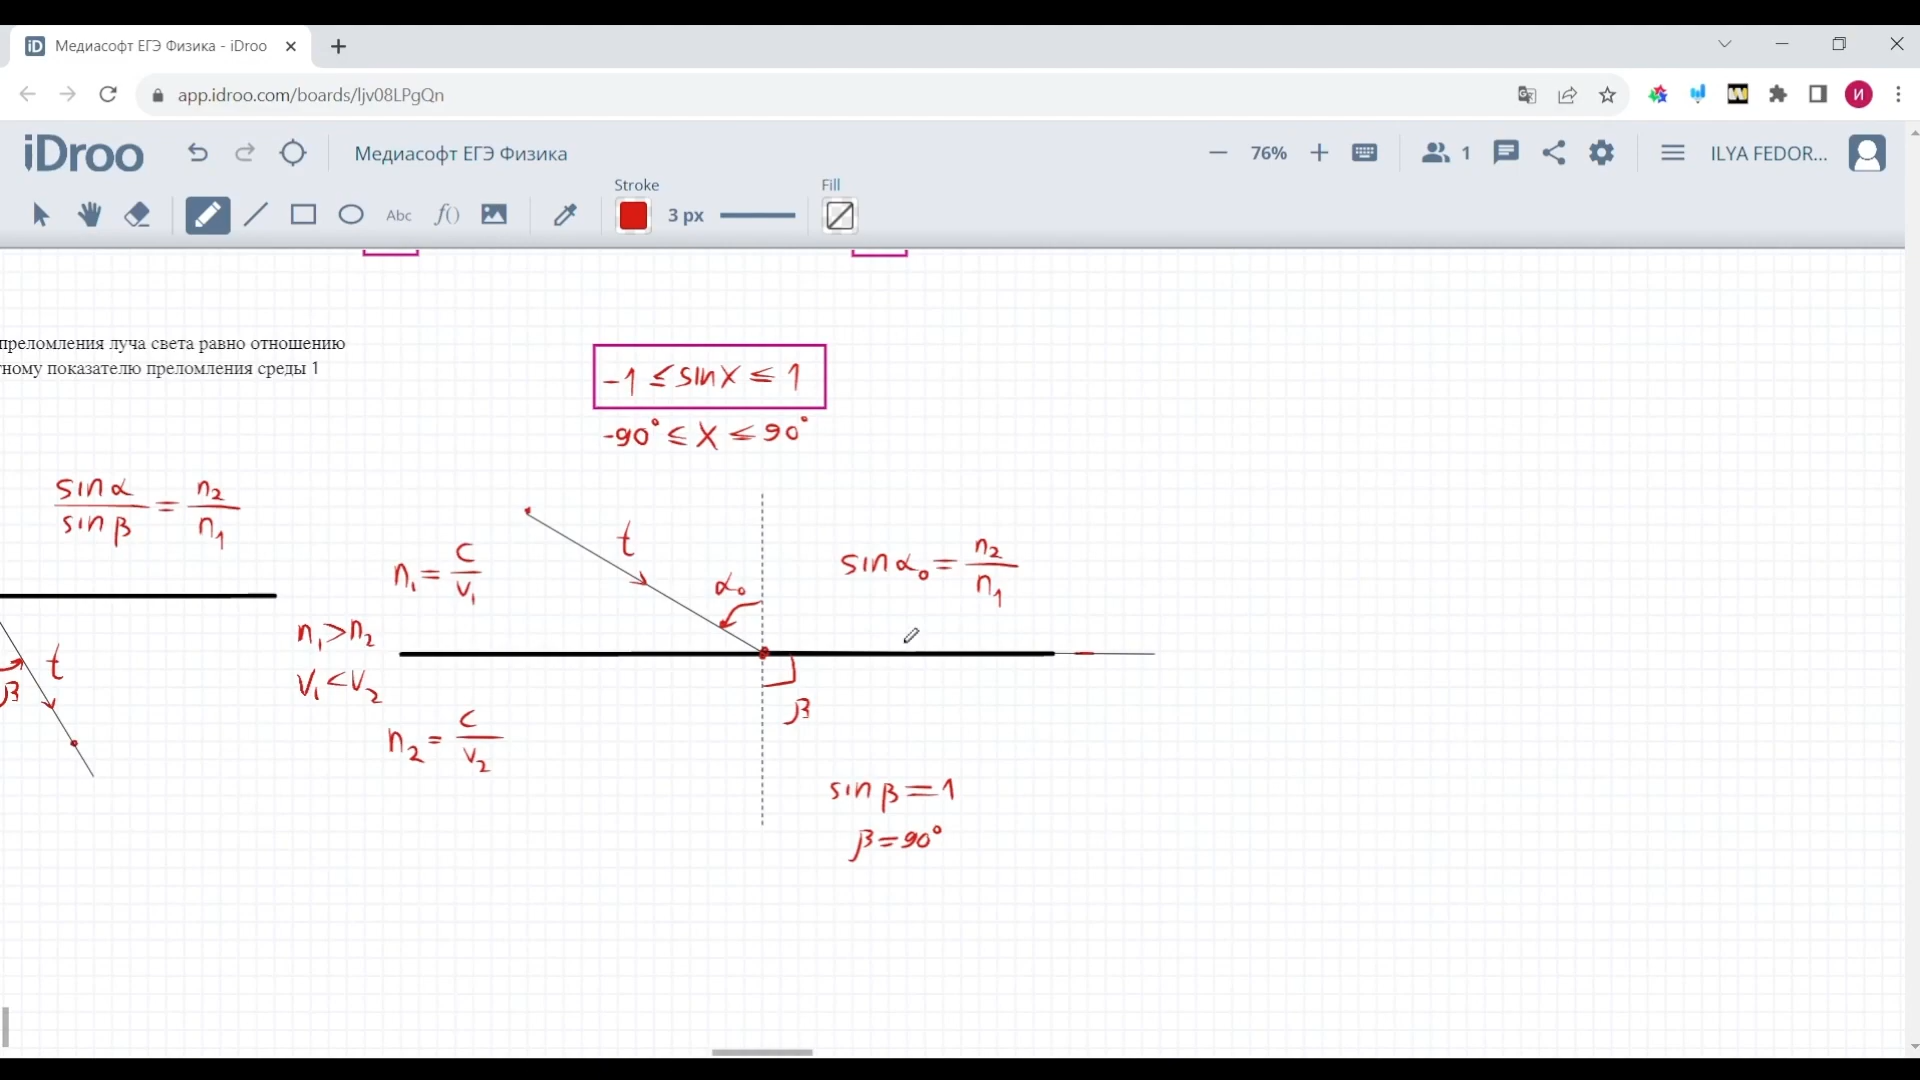 Медиасофт ЕГЭ Физика - iDroo
app.idroo.com/boards/ljv08LPgQn
iDroo
Медиасофт ЕГЭ Физика
76%
1
ILYA FEDOR...
Abc
f()
Stroke
3 px
Fill
преломления луча света равно отношению
тному показателю преломления среды 1
-1 ≤ sin x ≤ 1
-90° ≤ x ≤ 90°
sin α / sin β = n₂ / n₁
n₁ = c / v₁
t
α₀
sin α₀ = n₂ / n₁
n₁ > n₂
v₁ < v₂
t
β
n₂ = c / v₂
β
sin β = 1
β = 90°